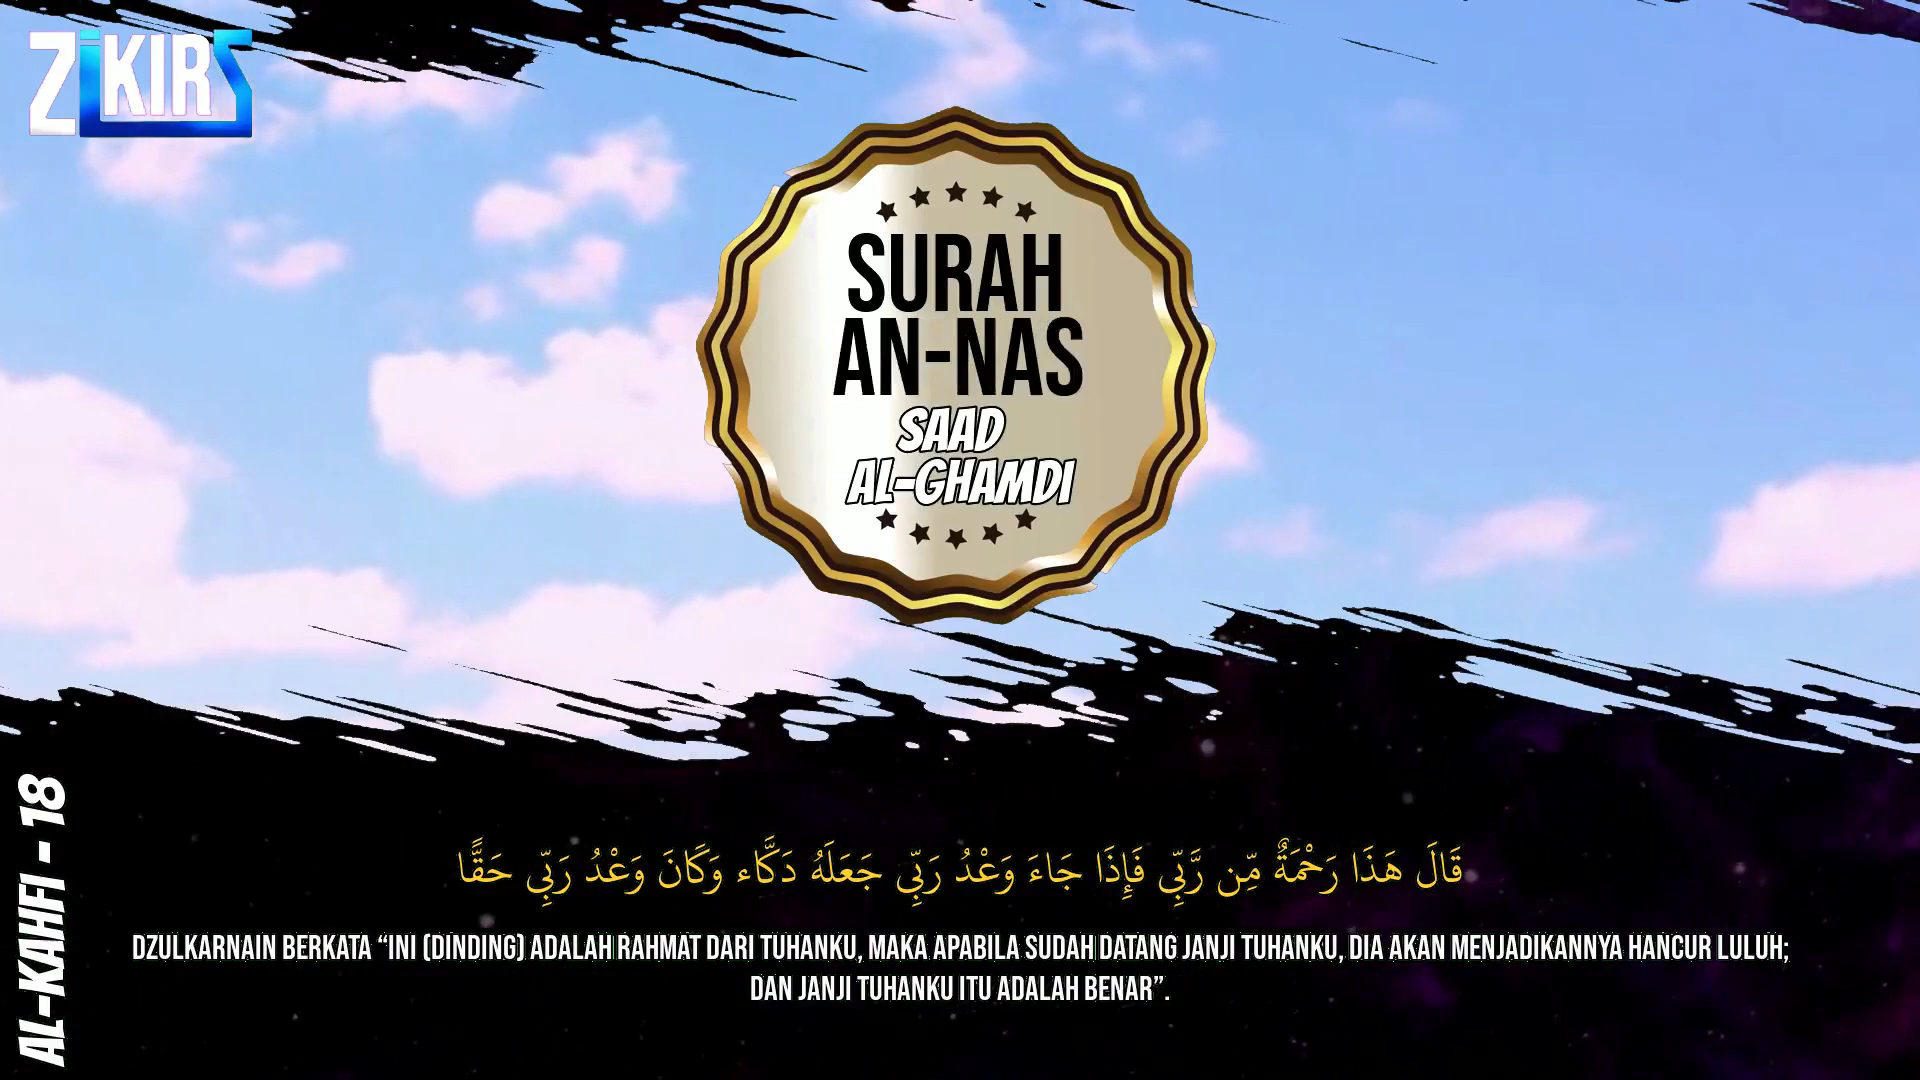 ZiKIRS
SURAH
AN-NAS
SAAD
AL-GHAMDI
AL-KAHFI - 18
قَالَ هَذَا رَحْمَةٌ مِّن رَّبِّي فَإِذَا جَاءَ وَعْدُ رَبِّي جَعَلَهُ دَكَّاء وَكَانَ وَعْدُ رَبِّي حَقًّا
DZULKARNAIN BERKATA “INI (DINDING) ADALAH RAHMAT DARI TUHANKU, MAKA APABILA SUDAH DATANG JANJI TUHANKU, DIA AKAN MENJADIKANNYA HANCUR LULUH;
DAN JANJI TUHANKU ITU ADALAH BENAR”.